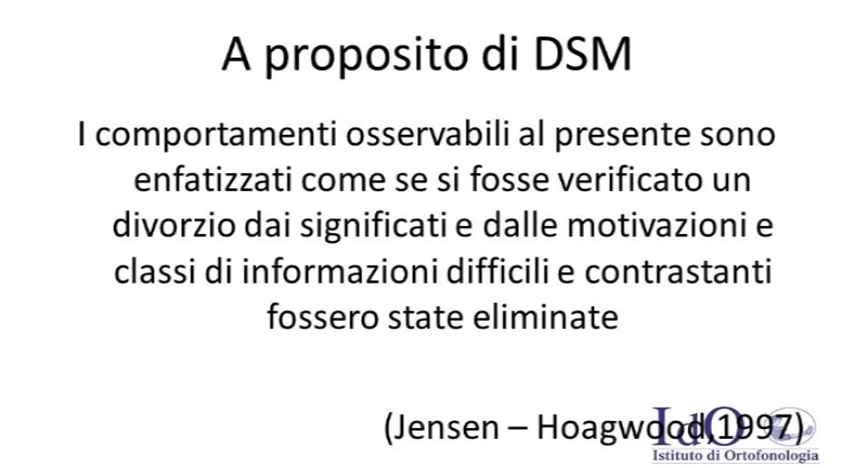 A proposito di DSM
I comportamenti osservabili al presente sono
enfatizzati come se si fosse verificato un
divorzio dai significati e dalle motivazioni e
classi di informazioni difficili e contrastanti
fossero state eliminate
(Jensen – Hoagwood,1997)
IdO
Istituto di Ortofonologia